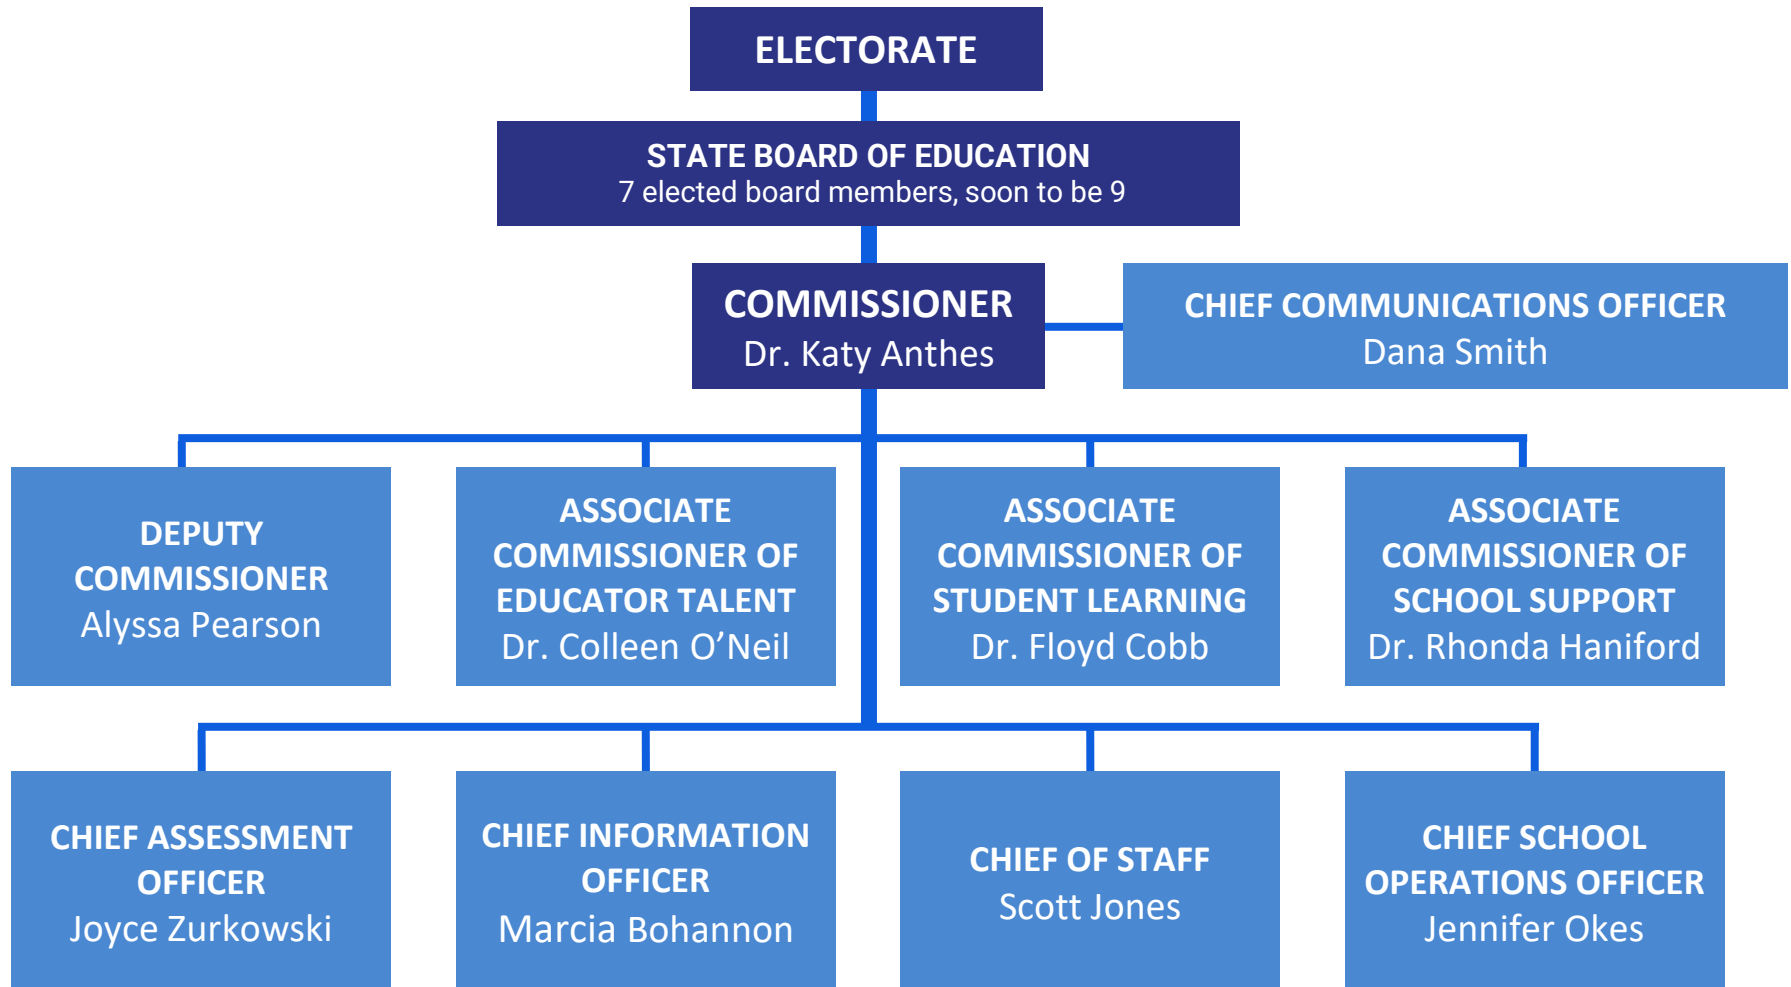 ELECTORATE
STATE BOARD OF EDUCATION
7 elected board members, soon to be 9
COMMISSIONER
Dr. Katy Anthes
CHIEF COMMUNICATIONS OFFICER
Dana Smith
DEPUTY
COMMISSIONER
Alyssa Pearson
ASSOCIATE
COMMISSIONER OF
EDUCATOR TALENT
Dr. Colleen O’Neil
ASSOCIATE
COMMISSIONER OF
STUDENT LEARNING
Dr. Floyd Cobb
ASSOCIATE
COMMISSIONER OF
SCHOOL SUPPORT
Dr. Rhonda Haniford
CHIEF ASSESSMENT
OFFICER
Joyce Zurkowski
CHIEF INFORMATION
OFFICER
Marcia Bohannon
CHIEF OF STAFF
Scott Jones
CHIEF SCHOOL
OPERATIONS OFFICER
Jennifer Okes